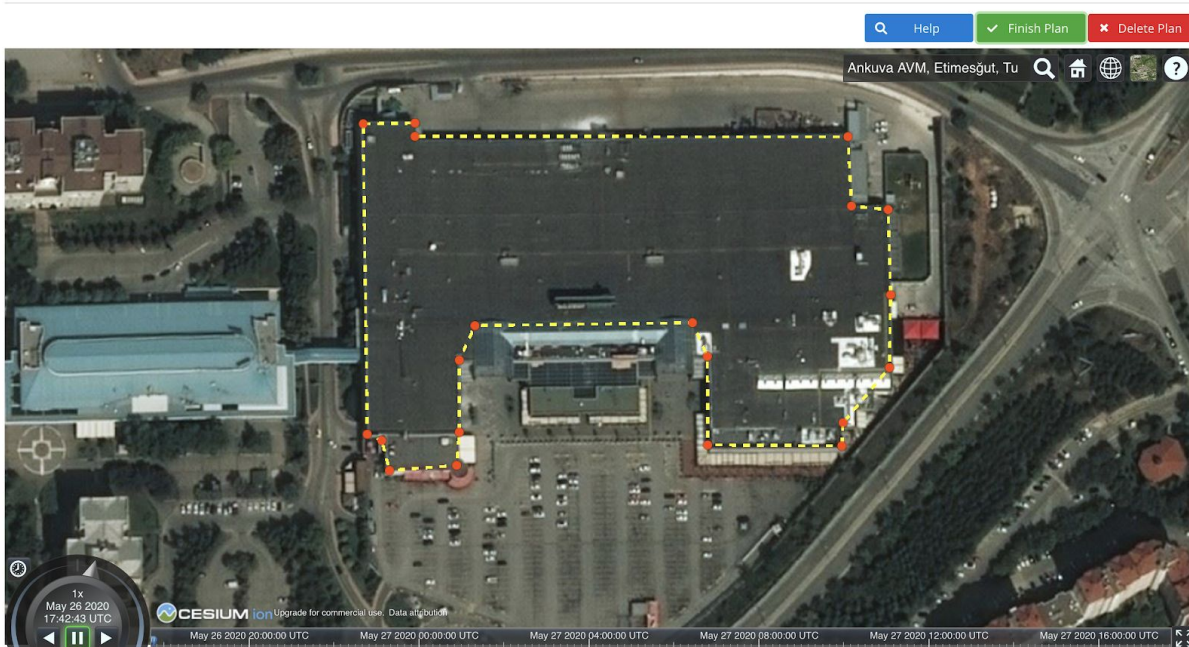 Help
Finish Plan
Delete Plan
Ankuva AVM, Etimesğut, Tu
?
1x
May 26 2020
17:42:43 UTC
CESIUM ion Upgrade for commercial use. Data attribution
May 26 2020 20:00:00 UTC
May 27 2020 00:00:00 UTC
May 27 2020 04:00:00 UTC
May 27 2020 08:00:00 UTC
May 27 2020 12:00:00 UTC
May 27 2020 16:00:00 UTC